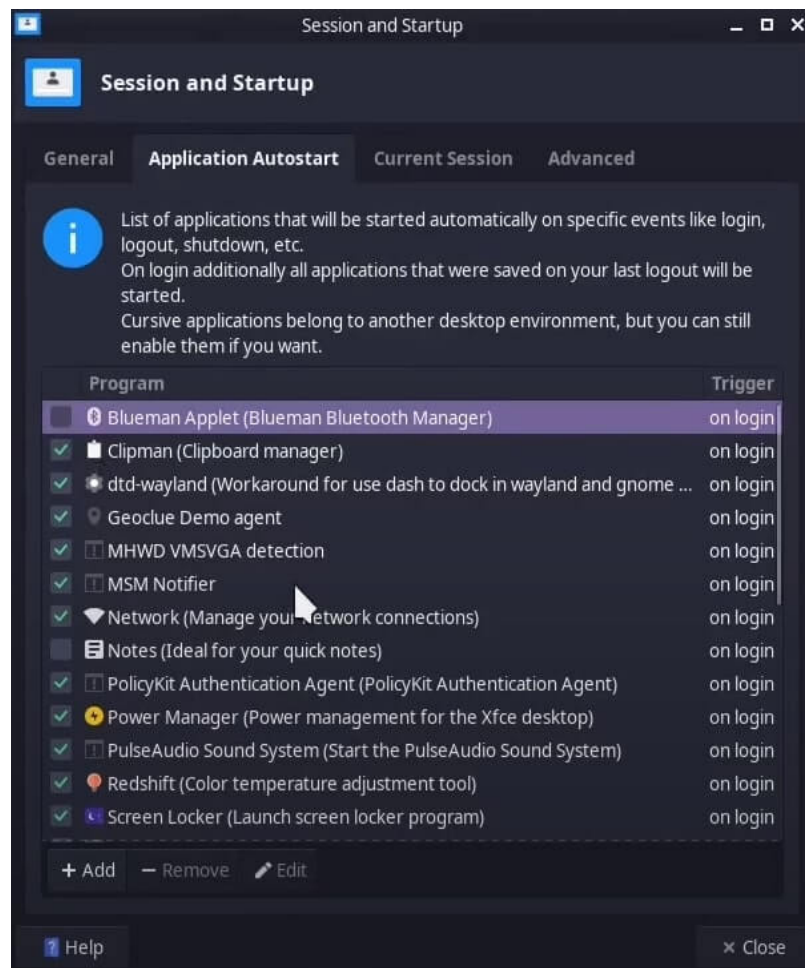 Session and Startup
Session and Startup
General Application Autostart Current Session Advanced
List of applications that will be started automatically on specific events like login,
logout, shutdown, etc.
On login additionally all applications that were saved on your last logout will be
started.
Cursive applications belong to another desktop environment, but you can still
enable them if you want.
Program Trigger
Blueman Applet (Blueman Bluetooth Manager) on login
Clipman (Clipboard manager) on login
dtd-wayland (Workaround for use dash to dock in wayland and gnome ... on login
Geoclue Demo agent on login
MHWD VMSVGA detection on login
MSM Notifier on login
Network (Manage your network connections) on login
Notes (Ideal for your quick notes) on login
PolicyKit Authentication Agent (PolicyKit Authentication Agent) on login
Power Manager (Power management for the Xfce desktop) on login
PulseAudio Sound System (Start the PulseAudio Sound System) on login
Redshift (Color temperature adjustment tool) on login
Screen Locker (Launch screen locker program) on login
+ Add − Remove Edit
? Help × Close